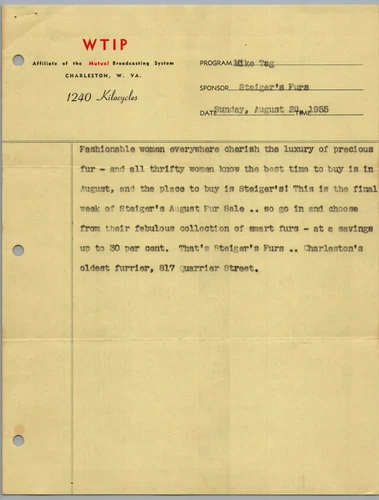 WTIP
Affiliate of the Mutual Broadcasting System
CHARLESTON, W. VA.
1240 Kilocycles
PROGRAM Mike Tag
SPONSOR Steiger's Furs
DATE Sunday, August 28, 1955 TIME
Fashionable women everywhere cherish the luxury of precious
fur - and all thrifty women know the best time to buy is in
August, and the place to buy is Steiger's! This is the final
week of Steiger's August Fur Sale .. so go in and choose
from their febulous collection of smart furs - at a savings
up to 30 per cent. That's Steiger's Furs .. Charleston's
oldest furrier, 817 Quarrier Street.